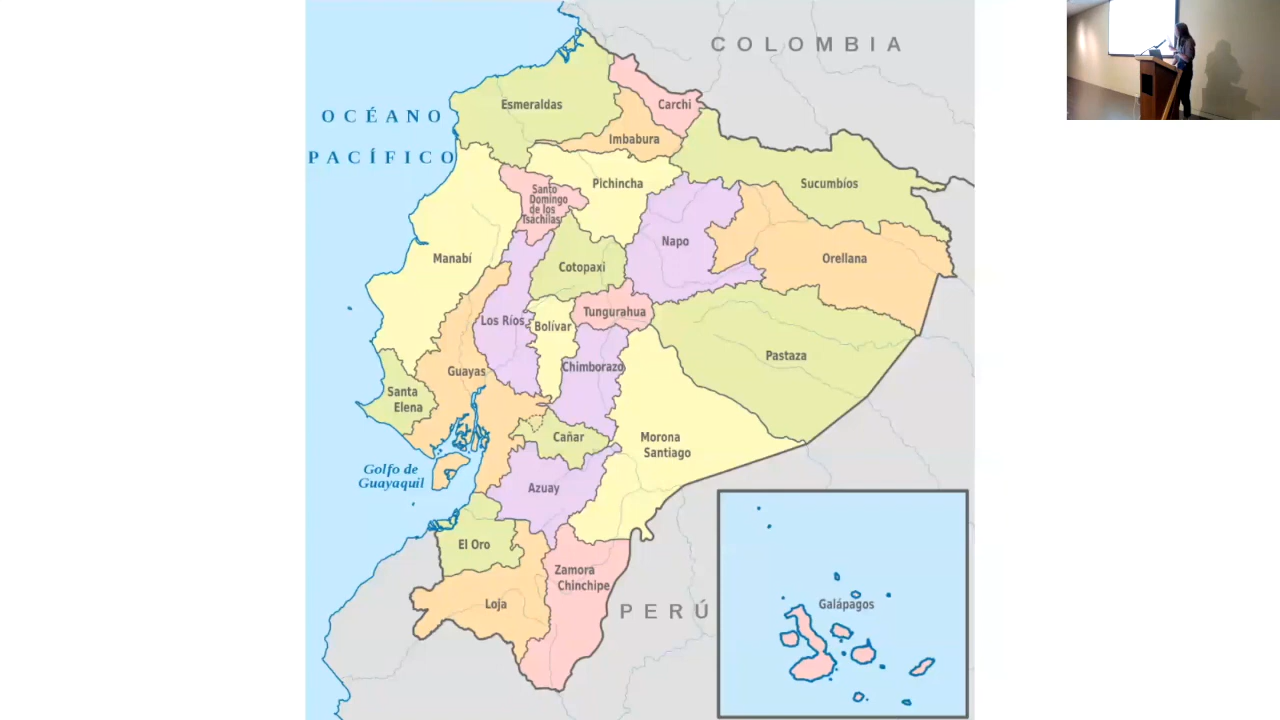 COLOMBIA
OCÉANO
PACÍFICO
Esmeraldas
Carchi
Imbabura
Pichincha
Sucumbíos
Santo
Domingo
de los
Tsáchilas
Manabí
Napo
Orellana
Cotopaxi
Los Ríos
Bolívar
Tungurahua
Pastaza
Guayas
Chimborazo
Santa
Elena
Cañar
Morona
Santiago
Golfo de
Guayaquil
Azuay
El Oro
Zamora
Chinchipe
Loja
PERÚ
Galápagos